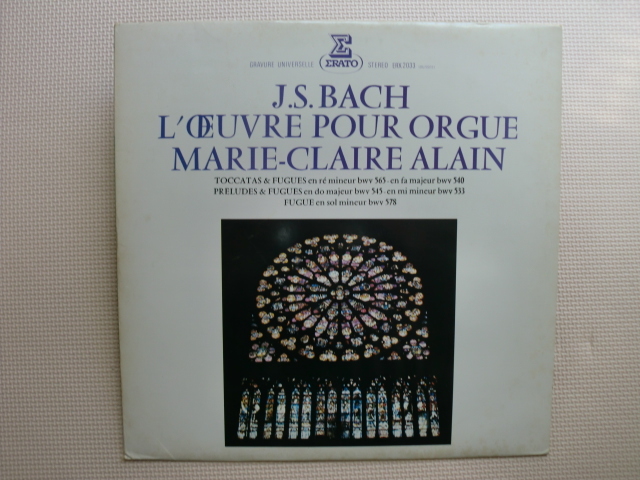 GRAVURE UNIVERSELLE ERATO STEREO
J.S. BACH
L'ŒUVRE POUR ORGUE
MARIE-CLAIRE ALAIN
TOCCATAS & FUGUES en ré mineur bwv 565 - en fa majeur bwv 540
PRELUDES & FUGUES en do majeur bwv 545 - en mi mineur bwv 533
FUGUE en sol mineur bwv 578